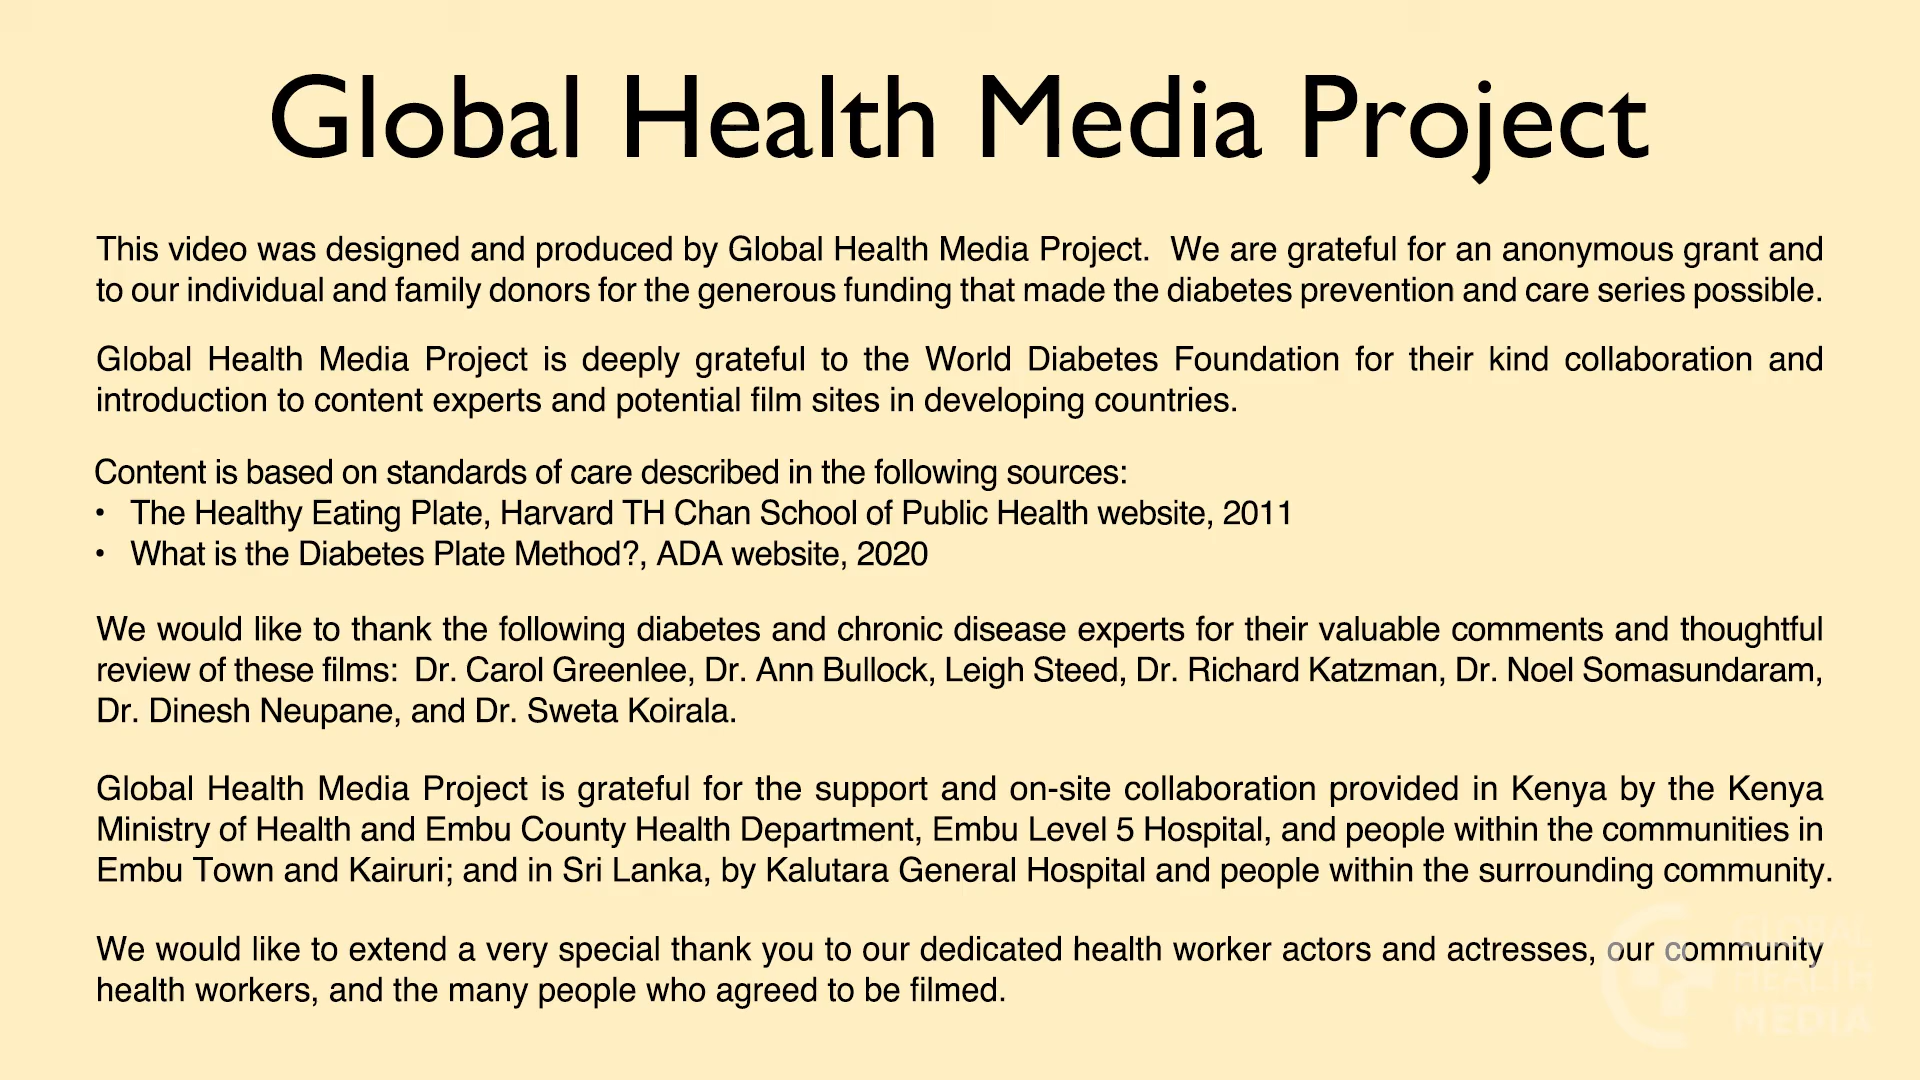 Global Health Media Project
This video was designed and produced by Global Health Media Project.  We are grateful for an anonymous grant and
to our individual and family donors for the generous funding that made the diabetes prevention and care series possible.
Global Health Media Project is deeply grateful to the World Diabetes Foundation for their kind collaboration and
introduction to content experts and potential film sites in developing countries.
Content is based on standards of care described in the following sources:
• The Healthy Eating Plate, Harvard TH Chan School of Public Health website, 2011
• What is the Diabetes Plate Method?, ADA website, 2020
We would like to thank the following diabetes and chronic disease experts for their valuable comments and thoughtful
review of these films:  Dr. Carol Greenlee, Dr. Ann Bullock, Leigh Steed, Dr. Richard Katzman, Dr. Noel Somasundaram,
Dr. Dinesh Neupane, and Dr. Sweta Koirala.
Global Health Media Project is grateful for the support and on-site collaboration provided in Kenya by the Kenya
Ministry of Health and Embu County Health Department, Embu Level 5 Hospital, and people within the communities in
Embu Town and Kairuri; and in Sri Lanka, by Kalutara General Hospital and people within the surrounding community.
We would like to extend a very special thank you to our dedicated health worker actors and actresses, our community
health workers, and the many people who agreed to be filmed.
GLOBAL
HEALTH
MEDIA